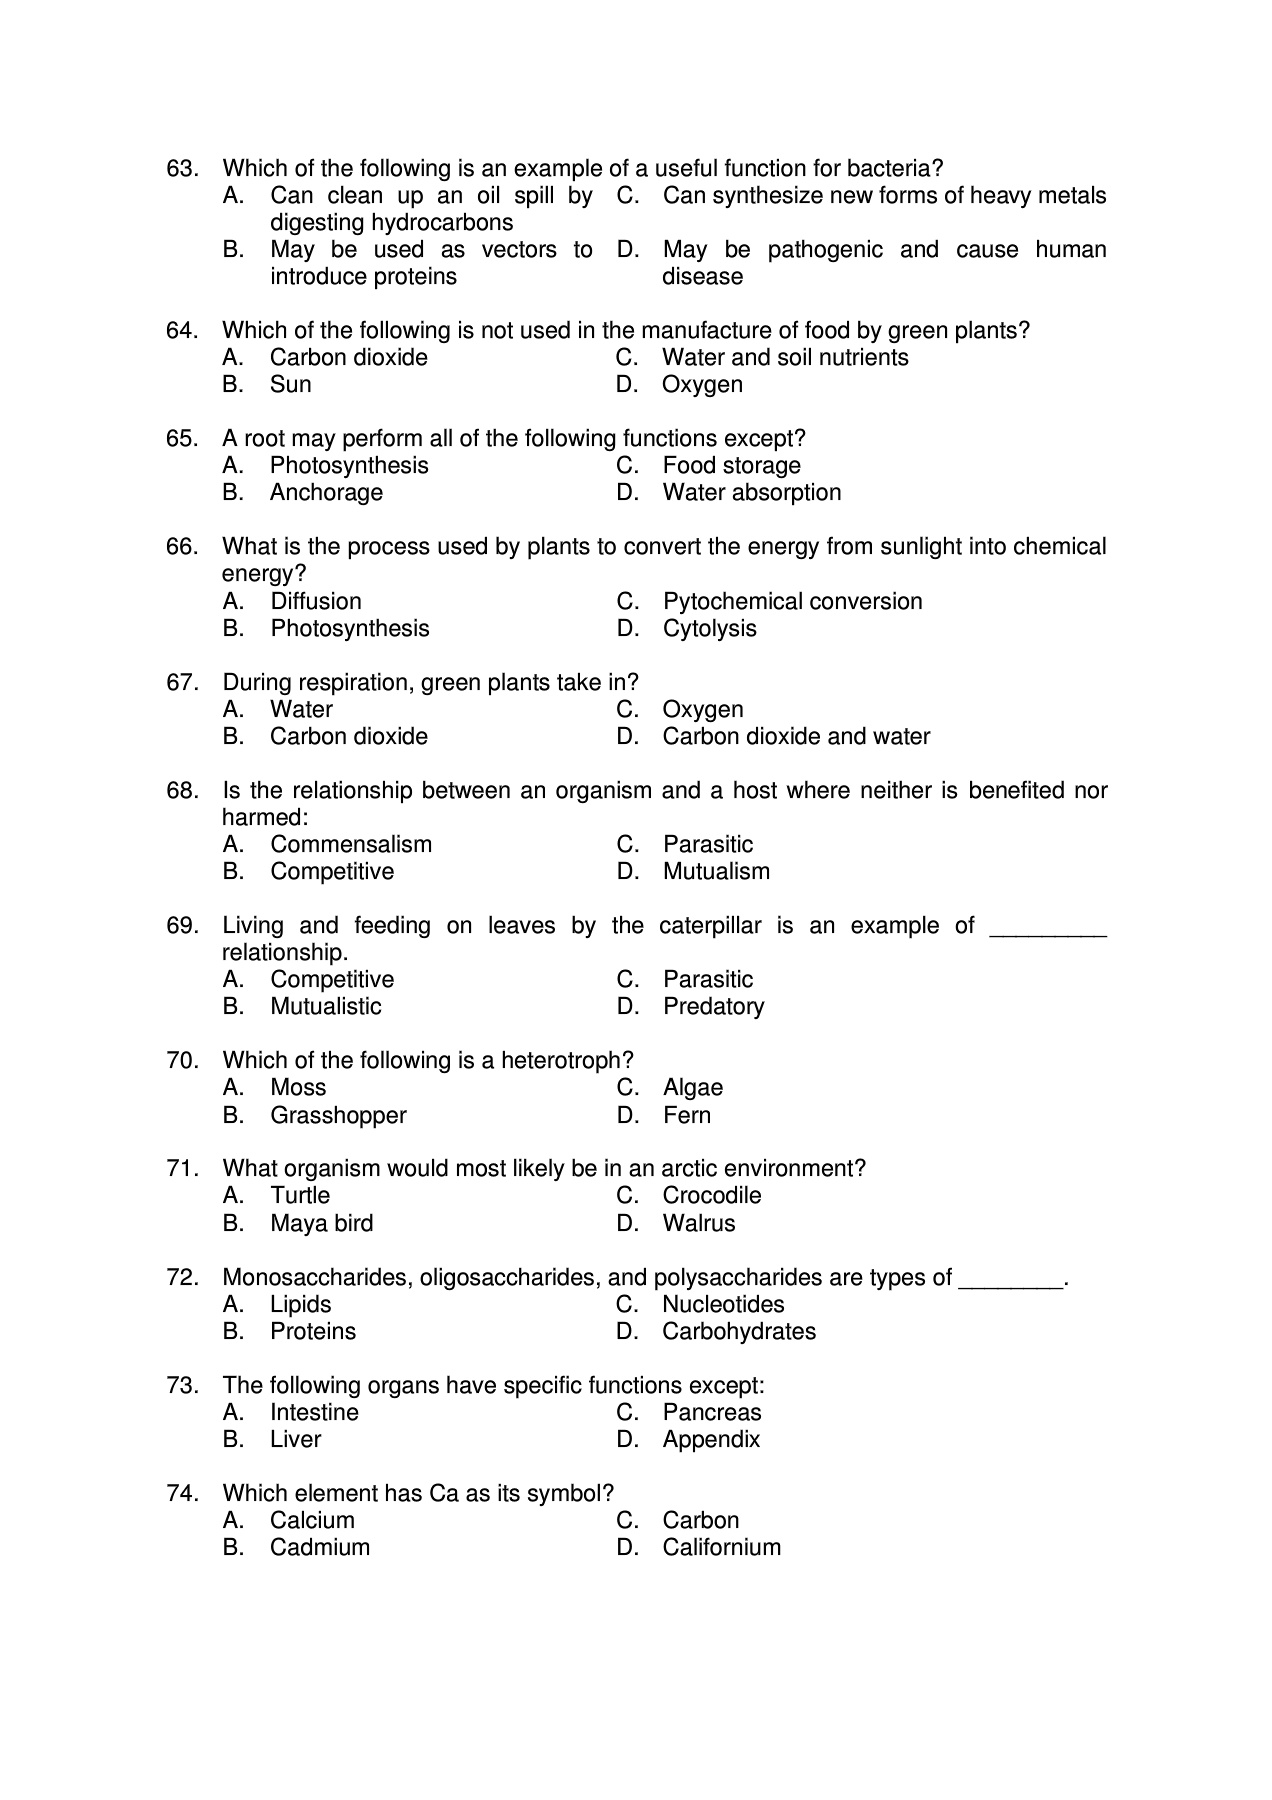 63. Which of the following is an example of a useful function for bacteria?
A. Can clean up an oil spill by C. Can synthesize new forms of heavy metals
digesting hydrocarbons
B. May be used as vectors to D. May be pathogenic and cause human
introduce proteins disease
64. Which of the following is not used in the manufacture of food by green plants?
A. Carbon dioxide C. Water and soil nutrients
B. Sun D. Oxygen
65. A root may perform all of the following functions except?
A. Photosynthesis C. Food storage
B. Anchorage D. Water absorption
66. What is the process used by plants to convert the energy from sunlight into chemical
energy?
A. Diffusion C. Pytochemical conversion
B. Photosynthesis D. Cytolysis
67. During respiration, green plants take in?
A. Water C. Oxygen
B. Carbon dioxide D. Carbon dioxide and water
68. Is the relationship between an organism and a host where neither is benefited nor
harmed:
A. Commensalism C. Parasitic
B. Competitive D. Mutualism
69. Living and feeding on leaves by the caterpillar is an example of _________
relationship.
A. Competitive C. Parasitic
B. Mutualistic D. Predatory
70. Which of the following is a heterotroph?
A. Moss C. Algae
B. Grasshopper D. Fern
71. What organism would most likely be in an arctic environment?
A. Turtle C. Crocodile
B. Maya bird D. Walrus
72. Monosaccharides, oligosaccharides, and polysaccharides are types of ________.
A. Lipids C. Nucleotides
B. Proteins D. Carbohydrates
73. The following organs have specific functions except:
A. Intestine C. Pancreas
B. Liver D. Appendix
74. Which element has Ca as its symbol?
A. Calcium C. Carbon
B. Cadmium D. Californium